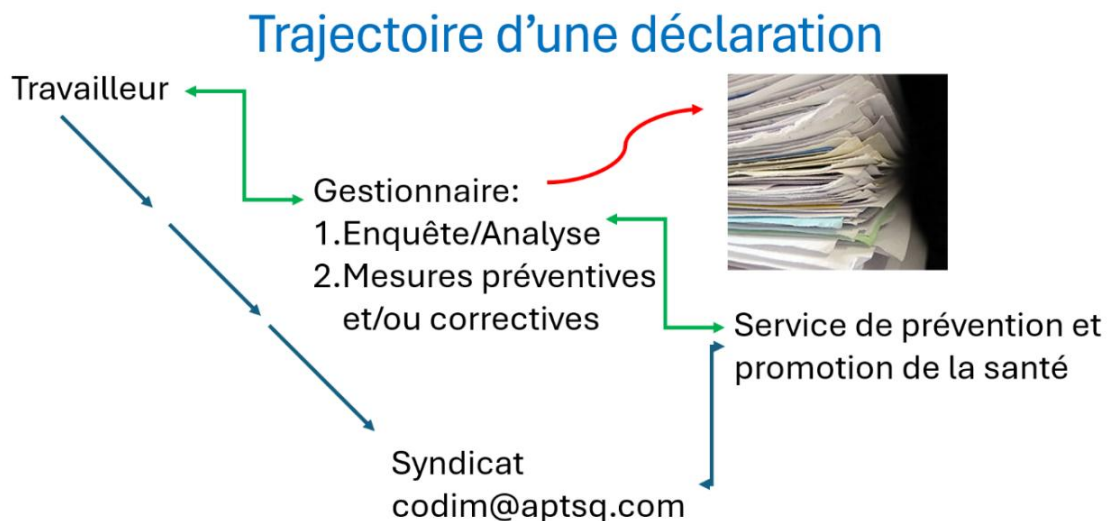 Trajectoire d’une déclaration
Travailleur
Gestionnaire:
1.Enquête/Analyse
2.Mesures préventives
et/ou correctives
Service de prévention et
promotion de la santé
Syndicat
codim@aptsq.com